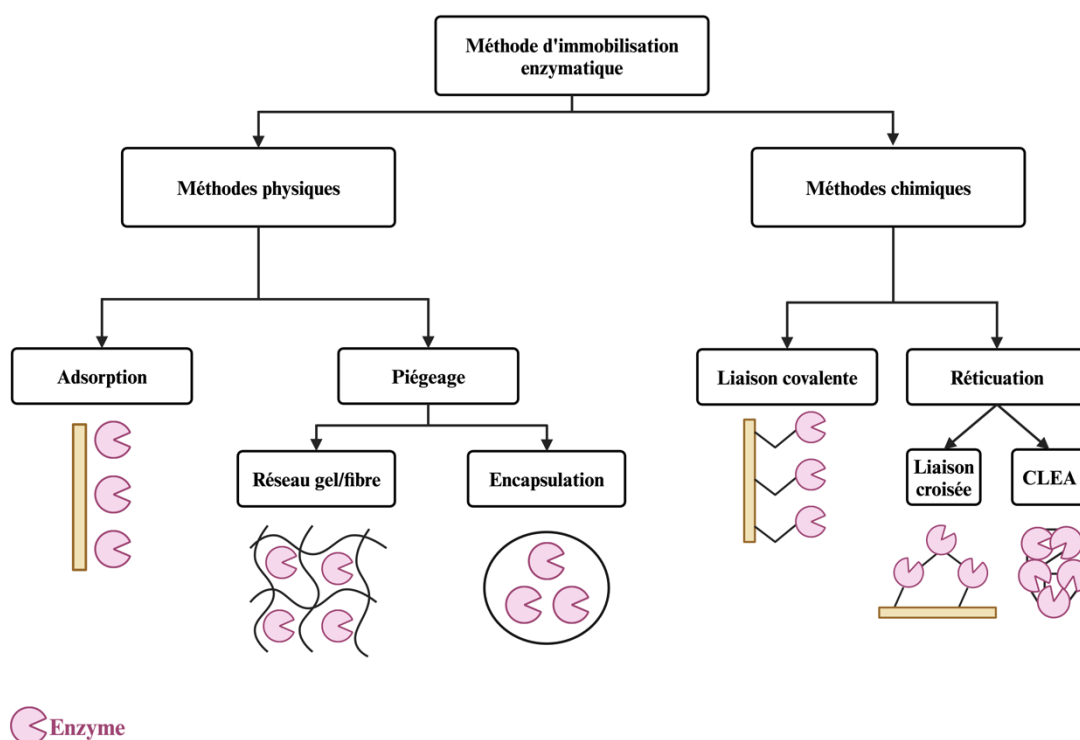 Méthode d'immobilisation
enzymatique
Méthodes physiques
Méthodes chimiques
Adsorption
Piégeage
Liaison covalente
Réticuation
Réseau gel/fibre
Encapsulation
Liaison
croisée
CLEA
Enzyme